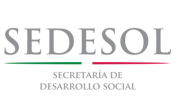 SEDESOL
SECRETARÍA DE
DESARROLLO SOCIAL